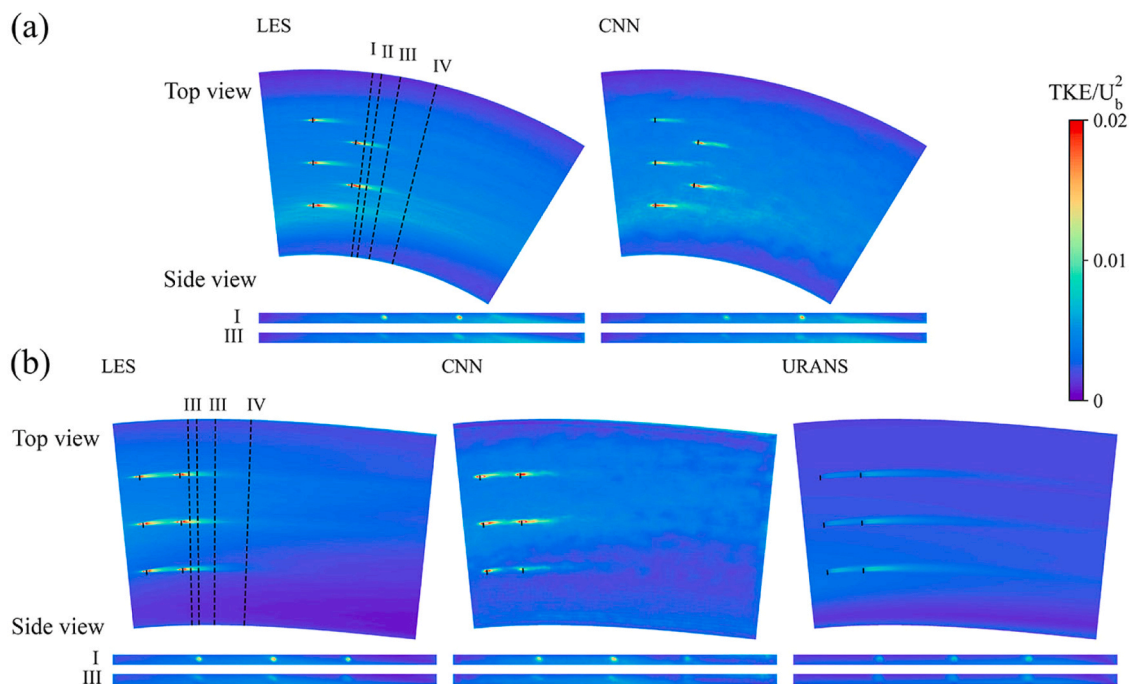 (a)
LES
CNN
I II III IV
Top view
TKE/U_b^2
0.02
0.01
0
Side view
I
III
(b)
LES
CNN
URANS
III III IV
Top view
Side view
I
III